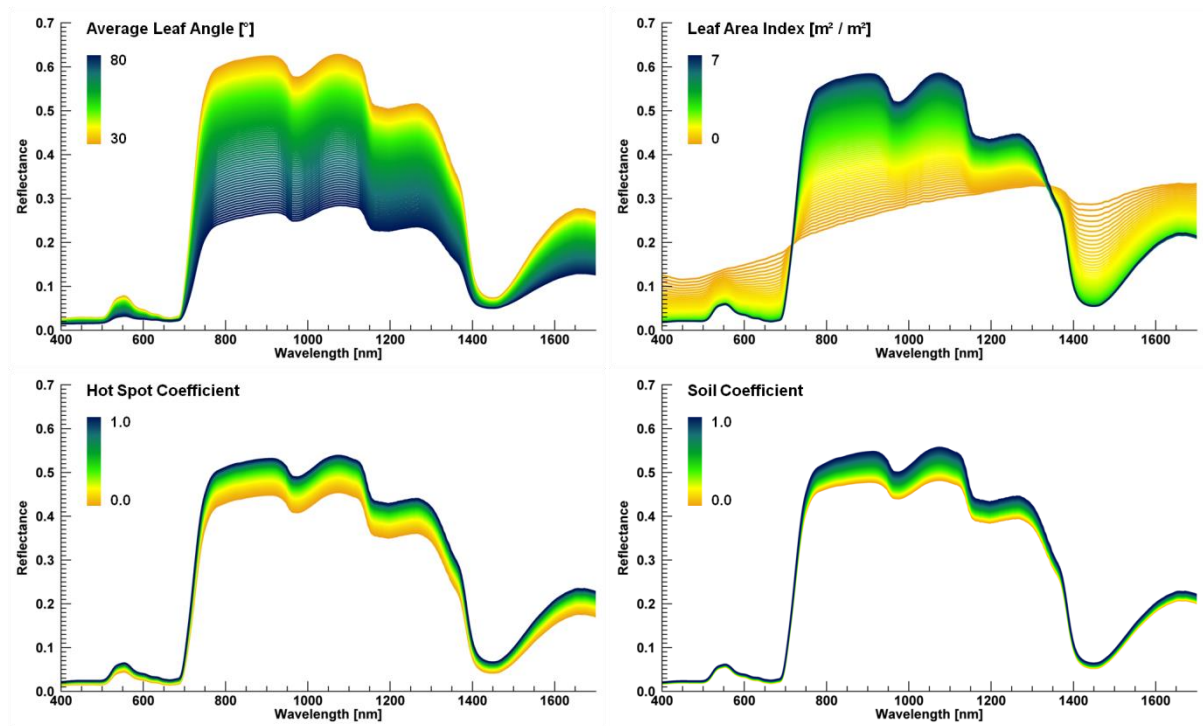 Average Leaf Angle [°]
80
30
0.7
0.6
0.5
0.4
0.3
0.2
0.1
0.0
Reflectance
400 600 800 1000 1200 1400 1600
Wavelength [nm]
Leaf Area Index [m² / m²]
7
0
0.7
0.6
0.5
0.4
0.3
0.2
0.1
0.0
Reflectance
400 600 800 1000 1200 1400 1600
Wavelength [nm]
Hot Spot Coefficient
1.0
0.0
0.7
0.6
0.5
0.4
0.3
0.2
0.1
0.0
Reflectance
400 600 800 1000 1200 1400 1600
Wavelength [nm]
Soil Coefficient
1.0
0.0
0.7
0.6
0.5
0.4
0.3
0.2
0.1
0.0
Reflectance
400 600 800 1000 1200 1400 1600
Wavelength [nm]